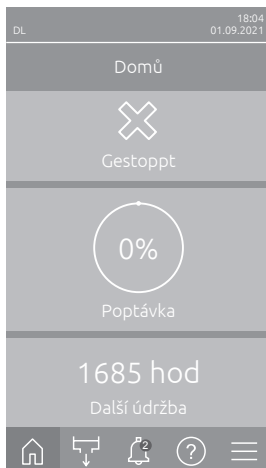 18:04
DL 01.09.2021
Domů
Gestoppt
0%
Poptávka
1685 hod
Další údržba
2
?